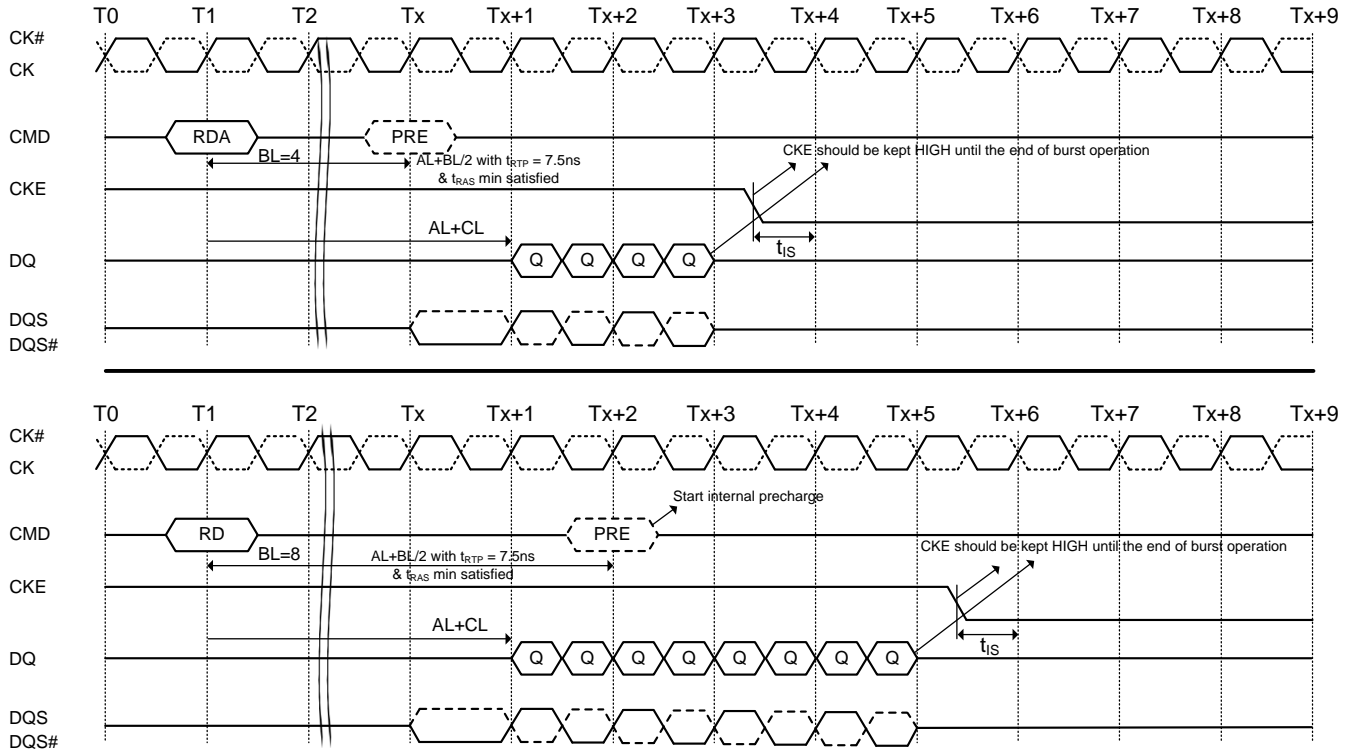 T0 T1 T2 Tx Tx+1 Tx+2 Tx+3 Tx+4 Tx+5 Tx+6 Tx+7 Tx+8 Tx+9
CK#
CK
CMD RDA PRE
BL=4 AL+BL/2 with tRTP = 7.5ns
& tRAS min satisfied
CKE should be kept HIGH until the end of burst operation
CKE
AL+CL
tIS
DQ Q Q Q Q
DQS
DQS#
T0 T1 T2 Tx Tx+1 Tx+2 Tx+3 Tx+4 Tx+5 Tx+6 Tx+7 Tx+8 Tx+9
CK#
CK
Start internal precharge
CMD RD PRE
BL=8 AL+BL/2 with tRTP = 7.5ns
& tRAS min satisfied
CKE should be kept HIGH until the end of burst operation
CKE
AL+CL
tIS
DQ Q Q Q Q Q Q Q Q
DQS
DQS#